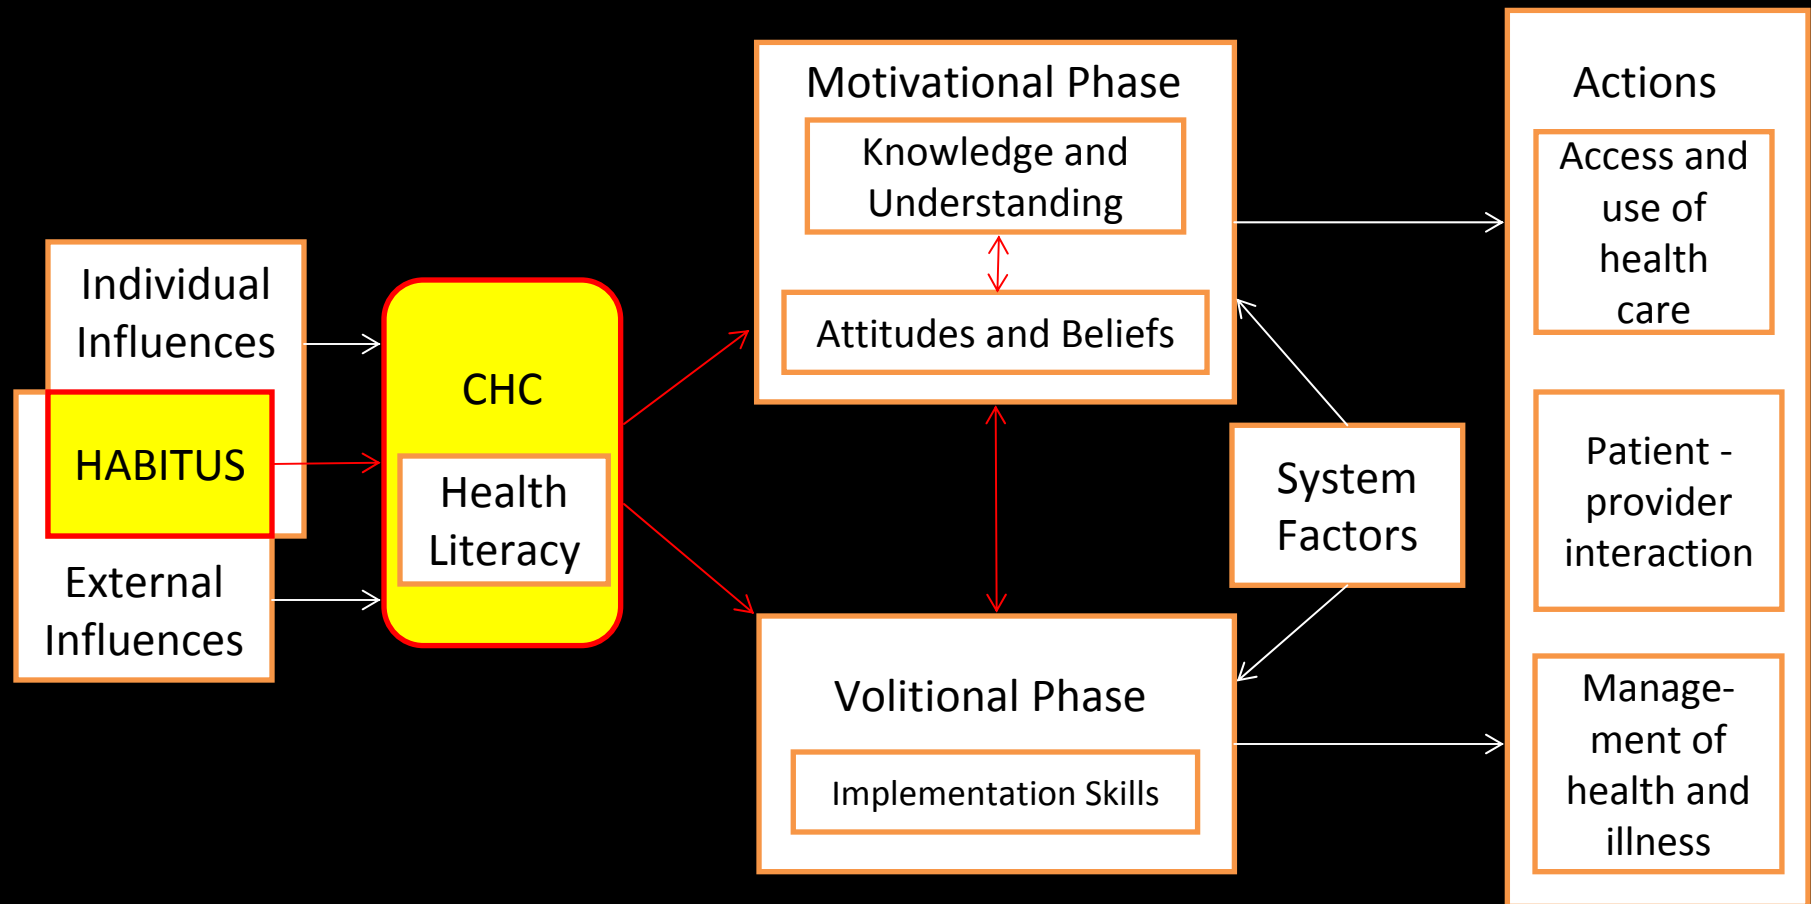 Individual
Influences
HABITUS
External
Influences
CHC
Health
Literacy
Motivational Phase
Knowledge and
Understanding
Attitudes and Beliefs
Volitional Phase
Implementation Skills
System
Factors
Actions
Access and
use of
health
care
Patient -
provider
interaction
Manage-
ment of
health and
illness